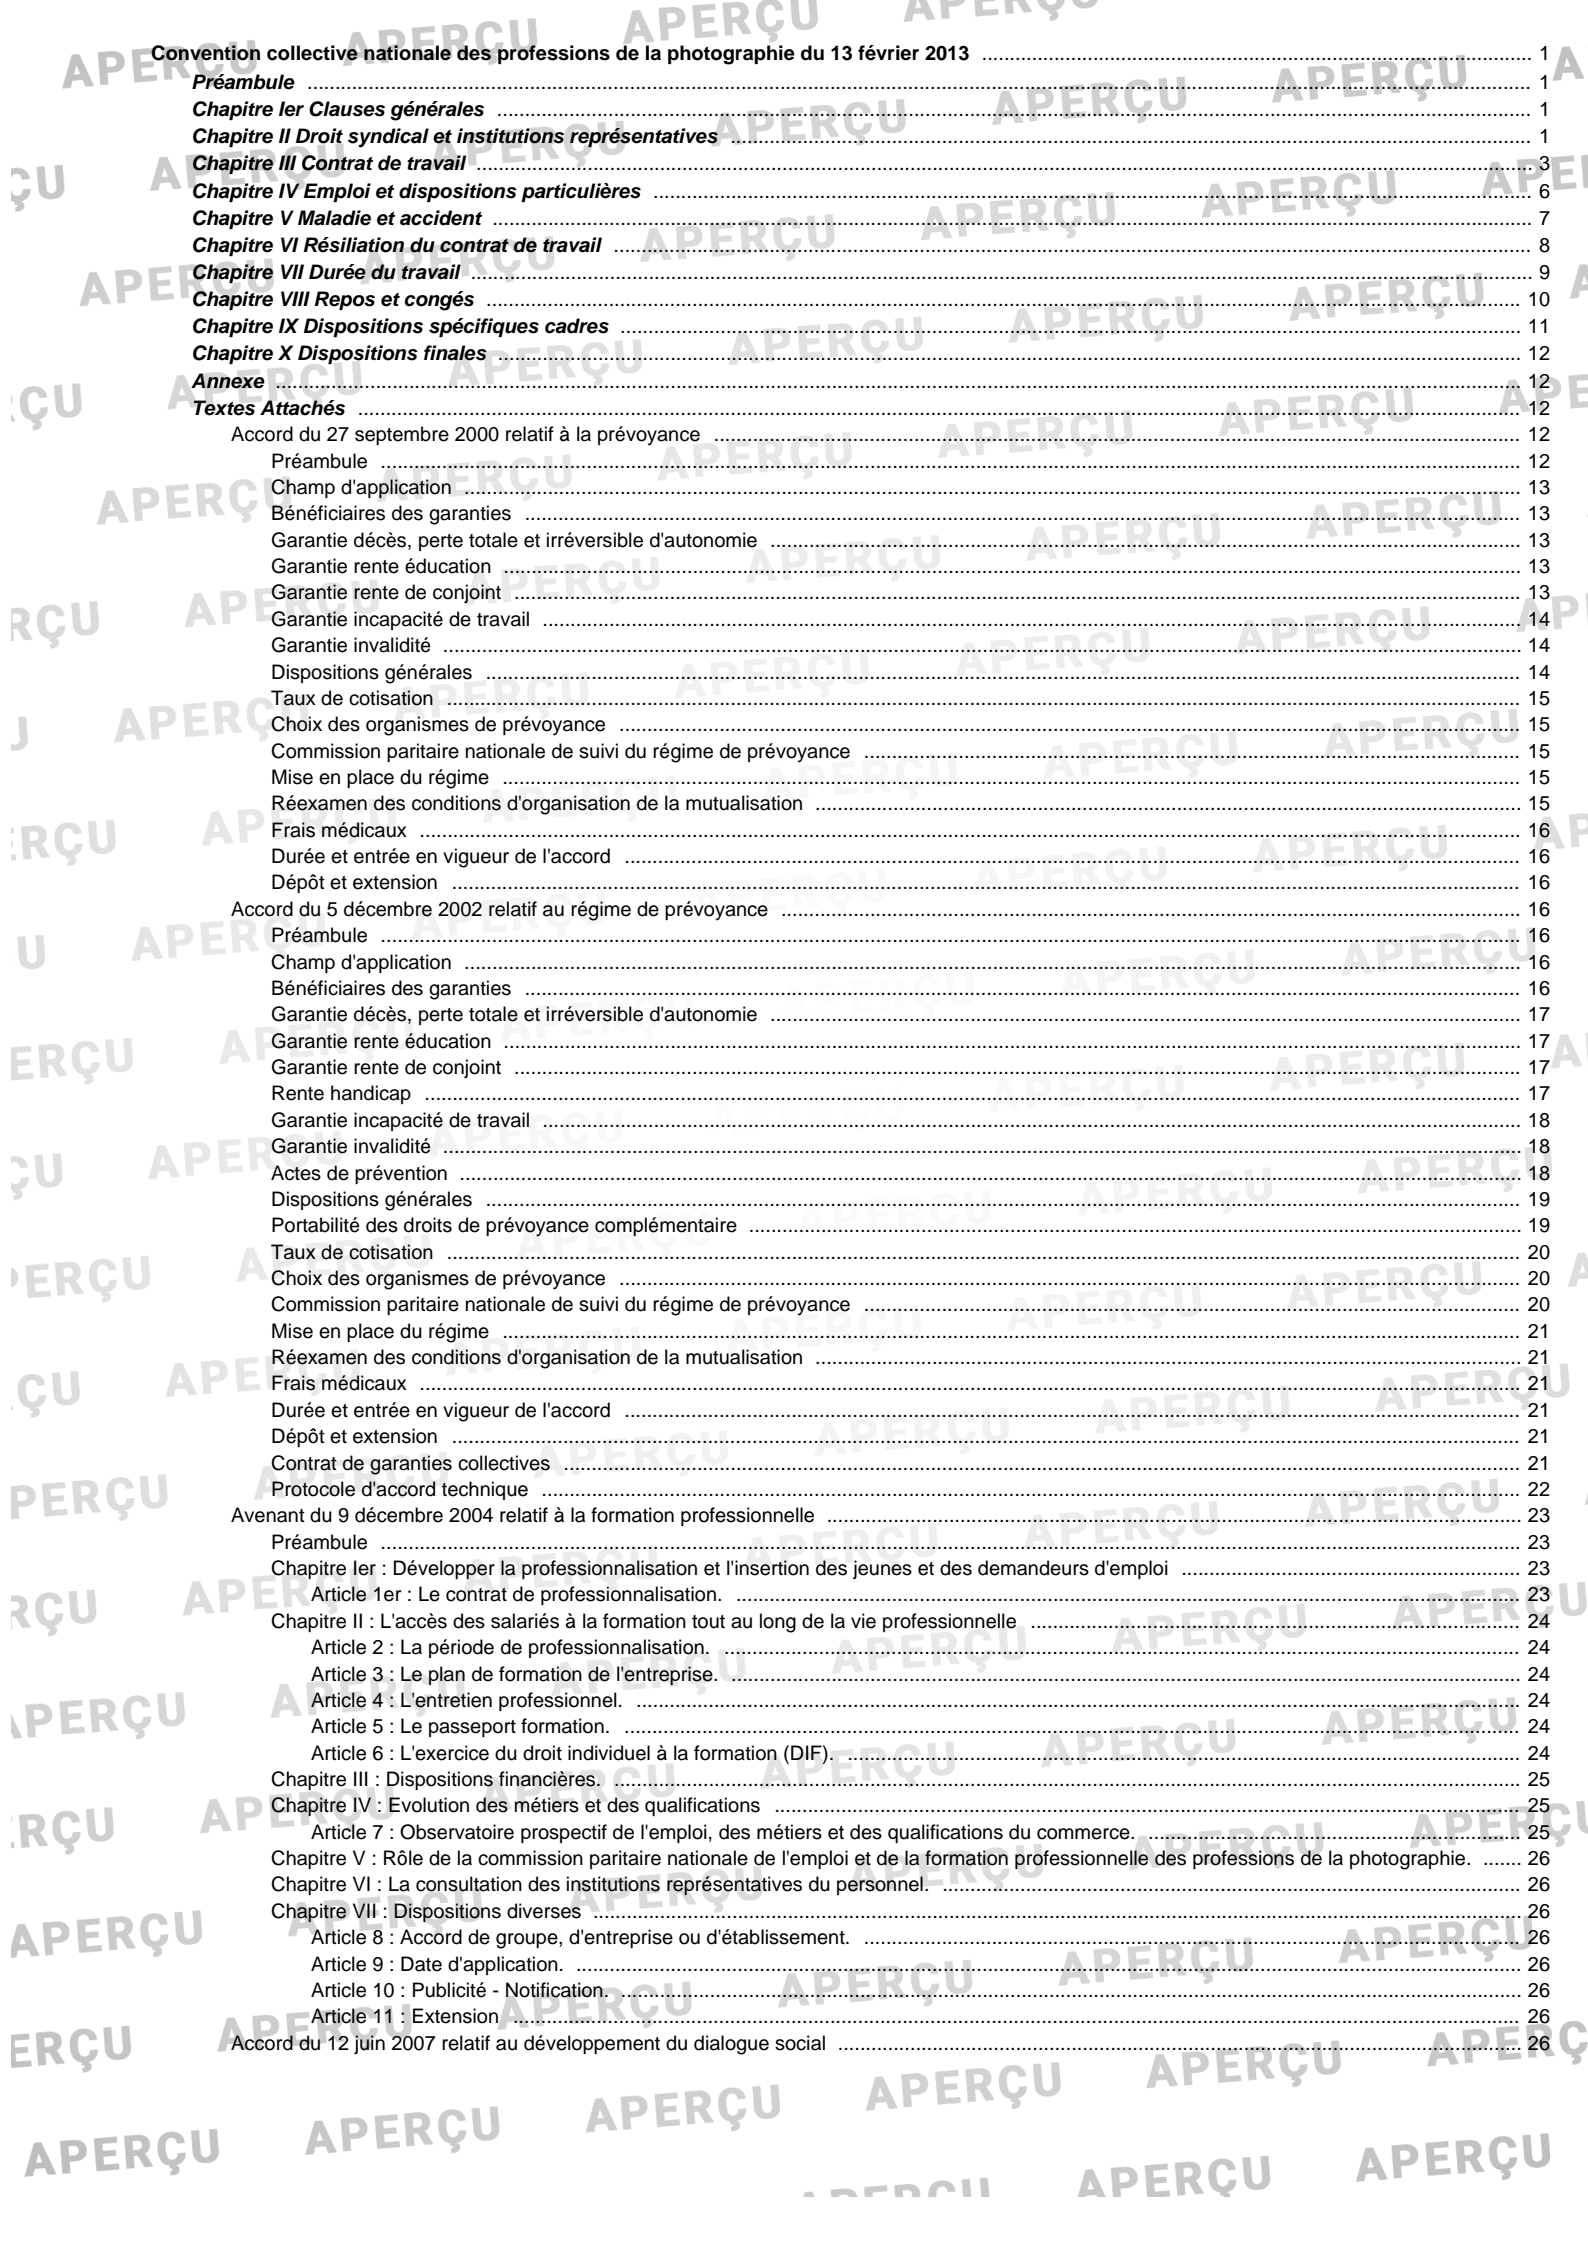 Convention collective nationale des professions de la photographie du 13 février 2013 ........ 1
Préambule ........ 1
Chapitre Ier Clauses générales ........ 1
Chapitre II Droit syndical et institutions représentatives ........ 1
Chapitre III Contrat de travail ........ 3
Chapitre IV Emploi et dispositions particulières ........ 6
Chapitre V Maladie et accident ........ 7
Chapitre VI Résiliation du contrat de travail ........ 8
Chapitre VII Durée du travail ........ 9
Chapitre VIII Repos et congés ........ 10
Chapitre IX Dispositions spécifiques cadres ........ 11
Chapitre X Dispositions finales ........ 12
Annexe ........ 12
Textes Attachés ........ 12
Accord du 27 septembre 2000 relatif à la prévoyance ........ 12
Préambule ........ 12
Champ d'application ........ 13
Bénéficiaires des garanties ........ 13
Garantie décès, perte totale et irréversible d'autonomie ........ 13
Garantie rente éducation ........ 13
Garantie rente de conjoint ........ 13
Garantie incapacité de travail ........ 14
Garantie invalidité ........ 14
Dispositions générales ........ 14
Taux de cotisation ........ 15
Choix des organismes de prévoyance ........ 15
Commission paritaire nationale de suivi du régime de prévoyance ........ 15
Mise en place du régime ........ 15
Réexamen des conditions d'organisation de la mutualisation ........ 15
Frais médicaux ........ 16
Durée et entrée en vigueur de l'accord ........ 16
Dépôt et extension ........ 16
Accord du 5 décembre 2002 relatif au régime de prévoyance ........ 16
Préambule ........ 16
Champ d'application ........ 16
Bénéficiaires des garanties ........ 16
Garantie décès, perte totale et irréversible d'autonomie ........ 17
Garantie rente éducation ........ 17
Garantie rente de conjoint ........ 17
Rente handicap ........ 17
Garantie incapacité de travail ........ 18
Garantie invalidité ........ 18
Actes de prévention ........ 18
Dispositions générales ........ 19
Portabilité des droits de prévoyance complémentaire ........ 19
Taux de cotisation ........ 20
Choix des organismes de prévoyance ........ 20
Commission paritaire nationale de suivi du régime de prévoyance ........ 20
Mise en place du régime ........ 21
Réexamen des conditions d'organisation de la mutualisation ........ 21
Frais médicaux ........ 21
Durée et entrée en vigueur de l'accord ........ 21
Dépôt et extension ........ 21
Contrat de garanties collectives ........ 21
Protocole d'accord technique ........ 22
Avenant du 9 décembre 2004 relatif à la formation professionnelle ........ 23
Préambule ........ 23
Chapitre Ier : Développer la professionnalisation et l'insertion des jeunes et des demandeurs d'emploi ........ 23
Article 1er : Le contrat de professionnalisation. ........ 23
Chapitre II : L'accès des salariés à la formation tout au long de la vie professionnelle ........ 24
Article 2 : La période de professionnalisation. ........ 24
Article 3 : Le plan de formation de l'entreprise. ........ 24
Article 4 : L'entretien professionnel. ........ 24
Article 5 : Le passeport formation. ........ 24
Article 6 : L'exercice du droit individuel à la formation (DIF). ........ 24
Chapitre III : Dispositions financières. ........ 25
Chapitre IV : Evolution des métiers et des qualifications ........ 25
Article 7 : Observatoire prospectif de l'emploi, des métiers et des qualifications du commerce. ........ 25
Chapitre V : Rôle de la commission paritaire nationale de l'emploi et de la formation professionnelle des professions de la photographie. ....... 26
Chapitre VI : La consultation des institutions représentatives du personnel. ........ 26
Chapitre VII : Dispositions diverses ........ 26
Article 8 : Accord de groupe, d'entreprise ou d'établissement. ........ 26
Article 9 : Date d'application. ........ 26
Article 10 : Publicité - Notification. ........ 26
Article 11 : Extension ........ 26
Accord du 12 juin 2007 relatif au développement du dialogue social ........ 26
APERÇU